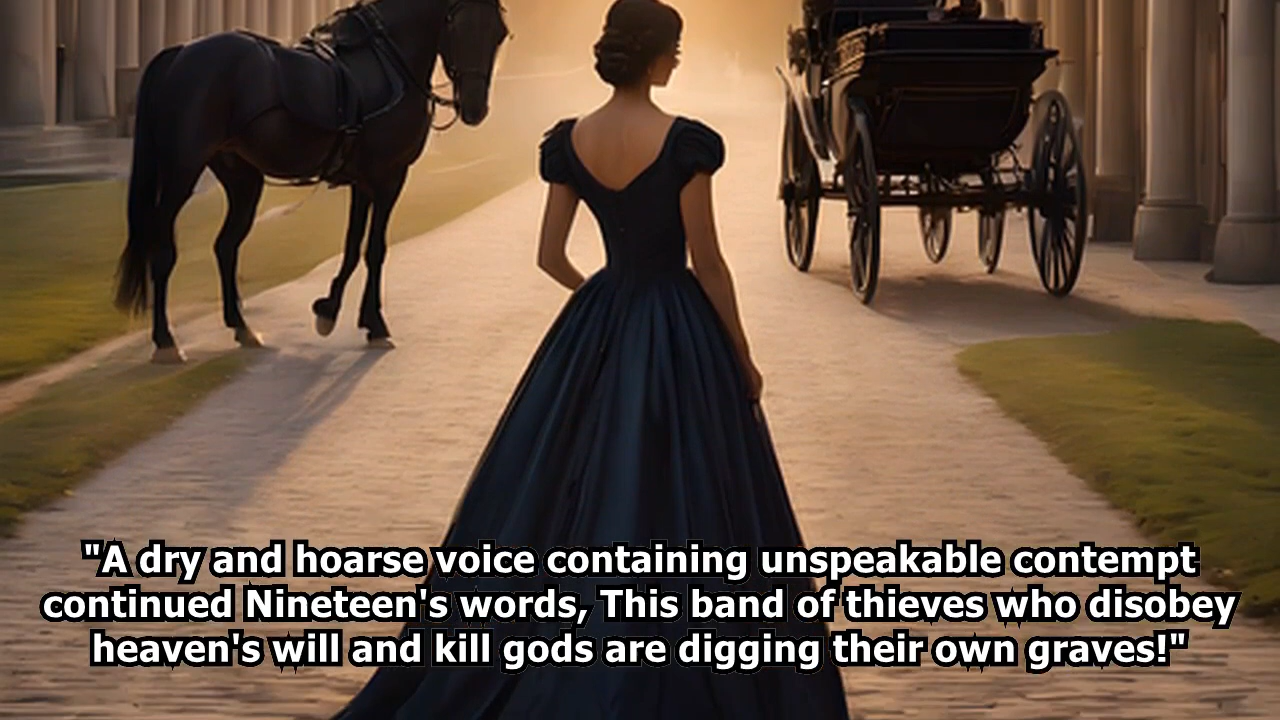 "A dry and hoarse voice containing unspeakable contempt
continued Nineteen's words, This band of thieves who disobey
heaven's will and kill gods are digging their own graves!"